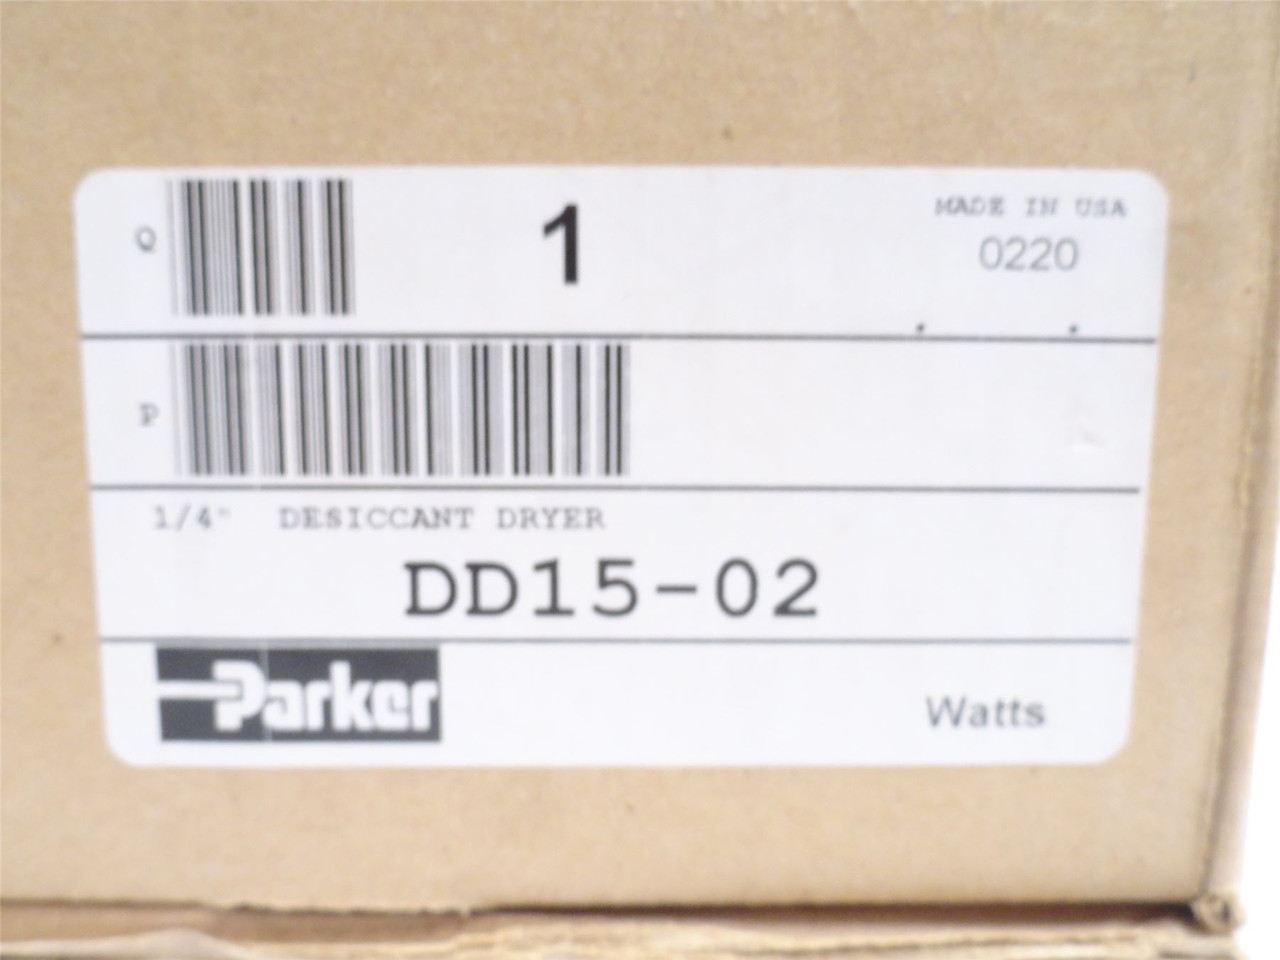 Q
1
MADE IN USA
0220
P
1/4" DESICCANT DRYER
DD15-02
Parker
Watts